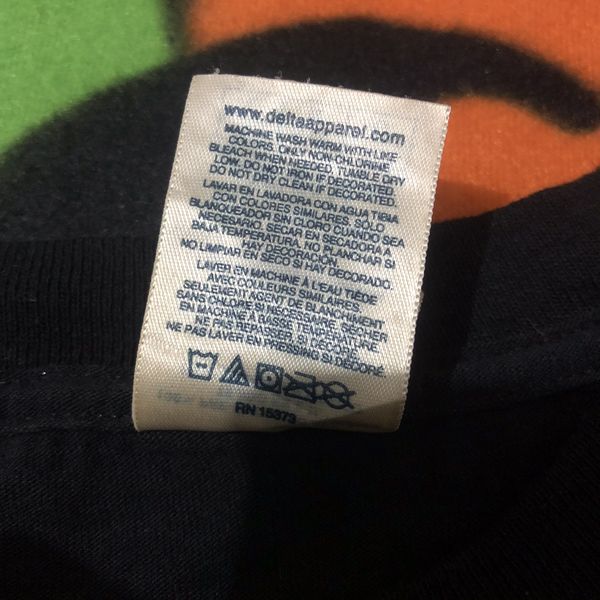 www.deltaapparel.com
MACHINE WASH WARM WITH LIKE
COLORS. ONLY NON-CHLORINE
BLEACH WHEN NEEDED. TUMBLE DRY
LOW. DO NOT IRON IF DECORATED.
DO NOT DRY CLEAN IF DECORATED.
LAVAR EN LAVADORA CON AGUA TIBIA
CON COLORES SIMILARES. SOLO
BLANQUEADOR SIN CLORO CUANDO SEA
NECESARIO. SECAR EN SECADORA A
BAJA TEMPERATURA. NO PLANCHAR SI
HAY DECORACION.
NO LIMPIAR EN SECO SI HAY DECORADO.
LAVER EN MACHINE À L'EAU TIÈDE
AVEC COULEURS SIMILAIRES.
SEULEMENT AGENT DE BLANCHIMENT
SANS CHLORE SI NECESSAIRE. SECHER
EN MACHINE À BASSE TEMPERATURE.
NE PAS REPASSER SI DÉCORÉ.
NE PAS LAVER EN PRESSING SI DÉCORÉ.
RN 15373